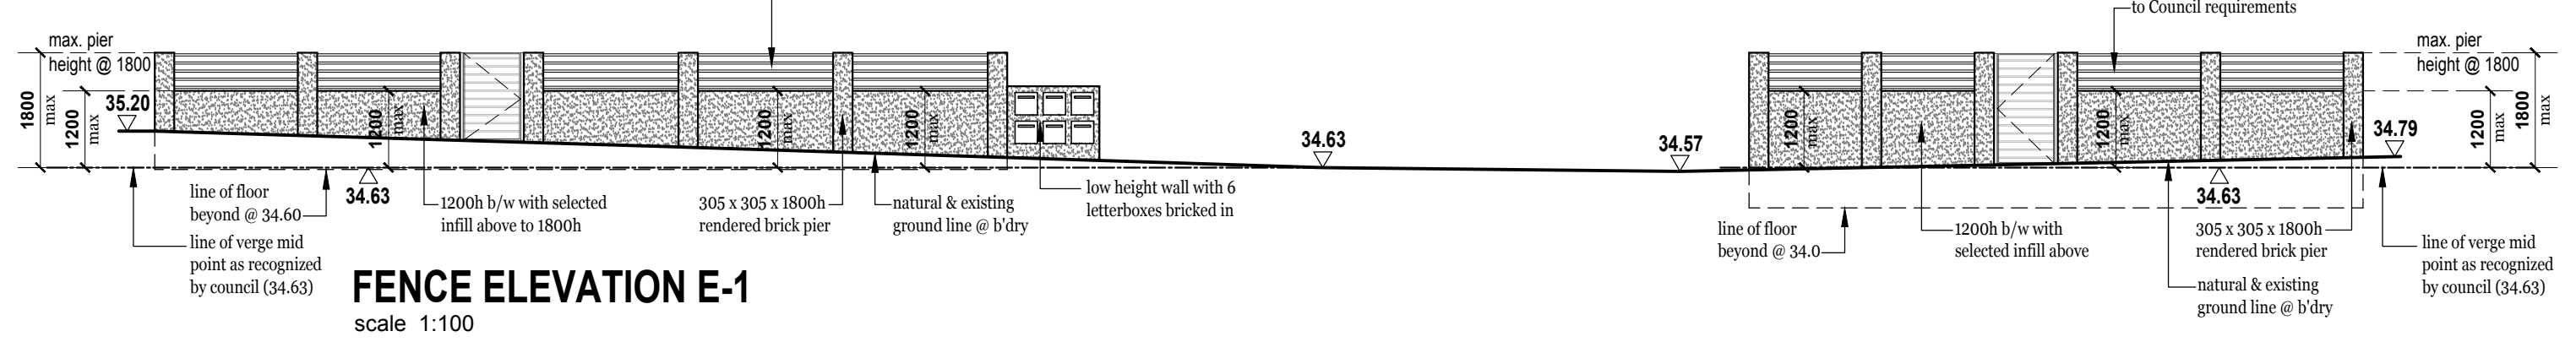 to Council requirements
max. pier
height @ 1800
max. pier
height @ 1800
1800
max
1200
max
35.20
1200
max
1200
max
1200
max
34.63
34.57
1200
max
1200
max
34.79
1200
max
1800
max
line of floor
beyond @ 34.60
34.63
1200h b/w with selected
infill above to 1800h
305 x 305 x 1800h
rendered brick pier
natural & existing
ground line @ b'dry
low height wall with 6
letterboxes bricked in
line of verge mid
point as recognized
by council (34.63)
line of floor
beyond @ 34.0
1200h b/w with
selected infill above
34.63
305 x 305 x 1800h
rendered brick pier
natural & existing
ground line @ b'dry
line of verge mid
point as recognized
by council (34.63)
FENCE ELEVATION E-1
scale 1:100